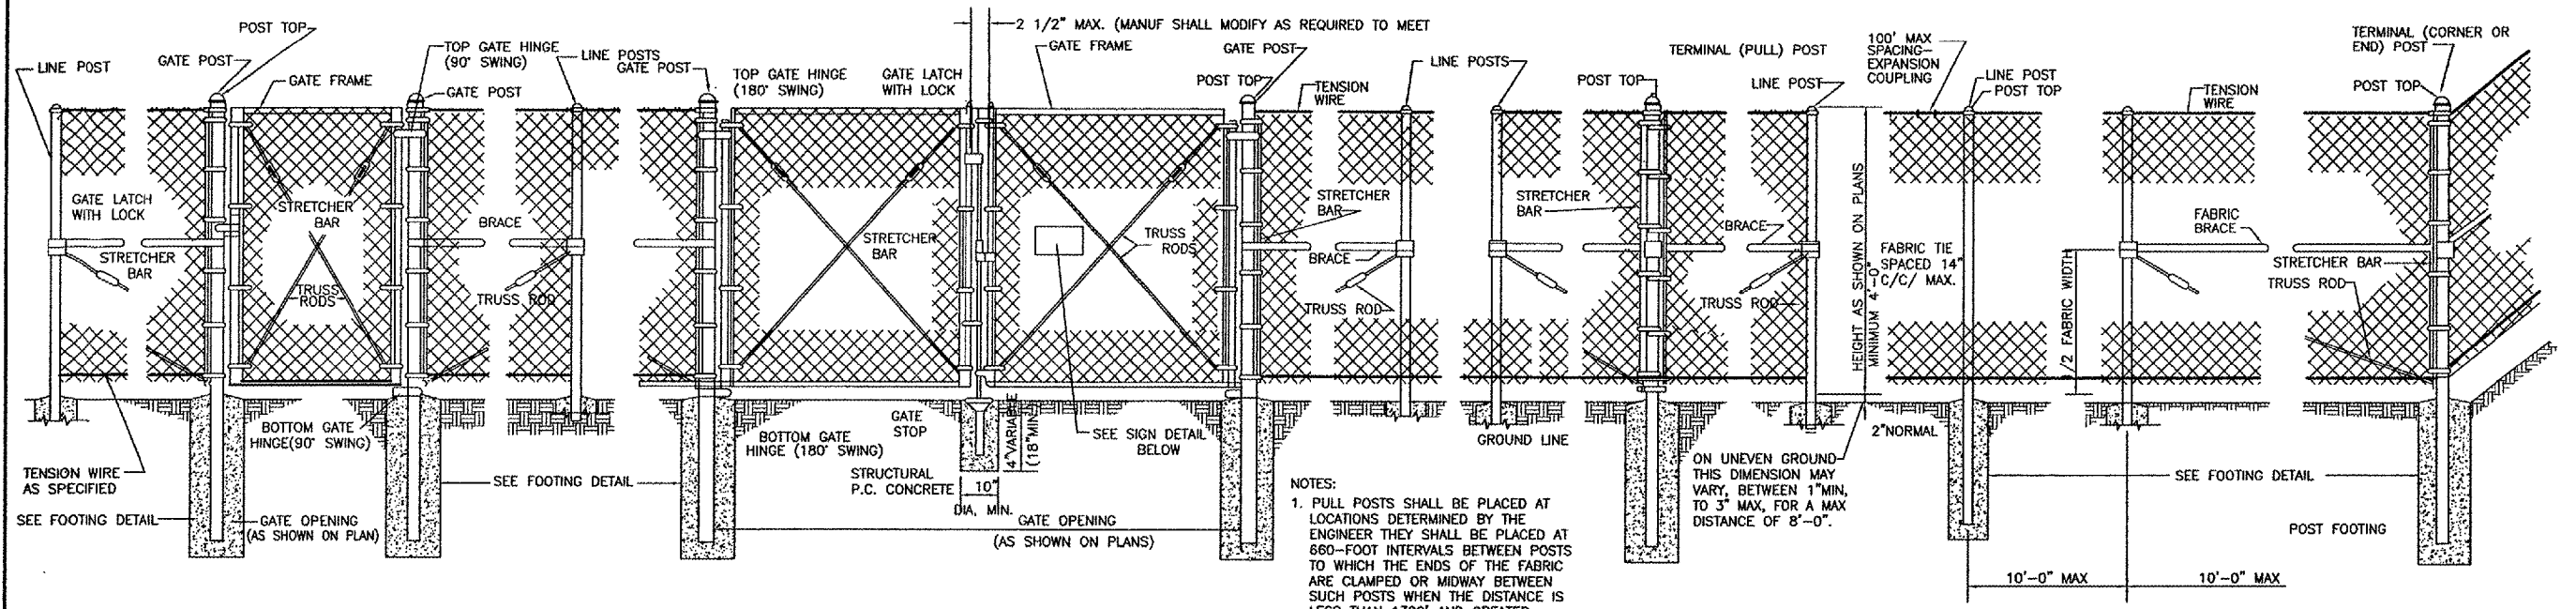 POST TOP
2 1/2" MAX. (MANUF SHALL MODIFY AS REQUIRED TO MEET
LINE POST
GATE POST
GATE FRAME
TOP GATE HINGE
(90° SWING)
GATE POST
LINE POSTS
GATE POST
TOP GATE HINGE
(180° SWING)
GATE LATCH
WITH LOCK
GATE FRAME
GATE POST
POST TOP
TENSION
WIRE
LINE POSTS
POST TOP
TERMINAL (PULL) POST
LINE POST
100' MAX
SPACING-
EXPANSION
COUPLING
LINE POST
POST TOP
TENSION
WIRE
TERMINAL (CORNER OR
END) POST
POST TOP
GATE LATCH
WITH LOCK
STRETCHER
BAR
STRETCHER
BAR
TRUSS
RODS
BRACE
TRUSS ROD
STRETCHER
BAR
TRUSS
RODS
STRETCHER
BAR
BRACE
TRUSS ROD
STRETCHER
BAR
BRACE
TRUSS ROD
HEIGHT AS SHOWN ON PLANS
MINIMUM 4'-0"
FABRIC TIE
SPACED 14"
C/C/ MAX.
1/2 FABRIC WIDTH
FABRIC
BRACE
STRETCHER BAR
TRUSS ROD
TENSION WIRE
AS SPECIFIED
SEE FOOTING DETAIL
BOTTOM GATE
HINGE(90° SWING)
GATE OPENING
(AS SHOWN ON PLAN)
SEE FOOTING DETAIL
BOTTOM GATE
HINGE (180° SWING)
GATE
STOP
STRUCTURAL
P.C. CONCRETE
4"VARIABLE
(18"MIN.)
10"
DIA, MIN.
GATE OPENING
(AS SHOWN ON PLANS)
SEE SIGN DETAIL
BELOW
GROUND LINE
NOTES:
1. PULL POSTS SHALL BE PLACED AT
LOCATIONS DETERMINED BY THE
ENGINEER THEY SHALL BE PLACED AT
660-FOOT INTERVALS BETWEEN POSTS
TO WHICH THE ENDS OF THE FABRIC
ARE CLAMPED OR MIDWAY BETWEEN
SUCH POSTS WHEN THE DISTANCE IS
2"NORMAL
ON UNEVEN GROUND
THIS DIMENSION MAY
VARY, BETWEEN 1"MIN,
TO 3" MAX, FOR A MAX
DISTANCE OF 8'-0".
SEE FOOTING DETAIL
POST FOOTING
10'-0" MAX
10'-0" MAX